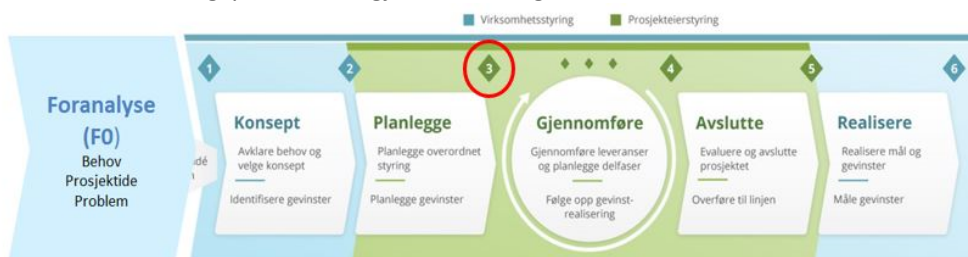 Virksomhetsstyring
Prosjekteierstyring
1
2
3
4
5
6
Foranalyse
(F0)
Behov
Prosjektide
Problem
Konsept
Avklare behov og
velge konsept
Identifisere gevinster
Planlegge
Planlegge overordnet
styring
Planlegge gevinster
Gjennomføre
Gjennomføre leveranser
og planlegge delfaser
Følge opp gevinst-
realisering
Avslutte
Evaluere og avslutte
prosjektet
Overføre til linjen
Realisere
Realisere mål og
gevinster
Måle gevinster